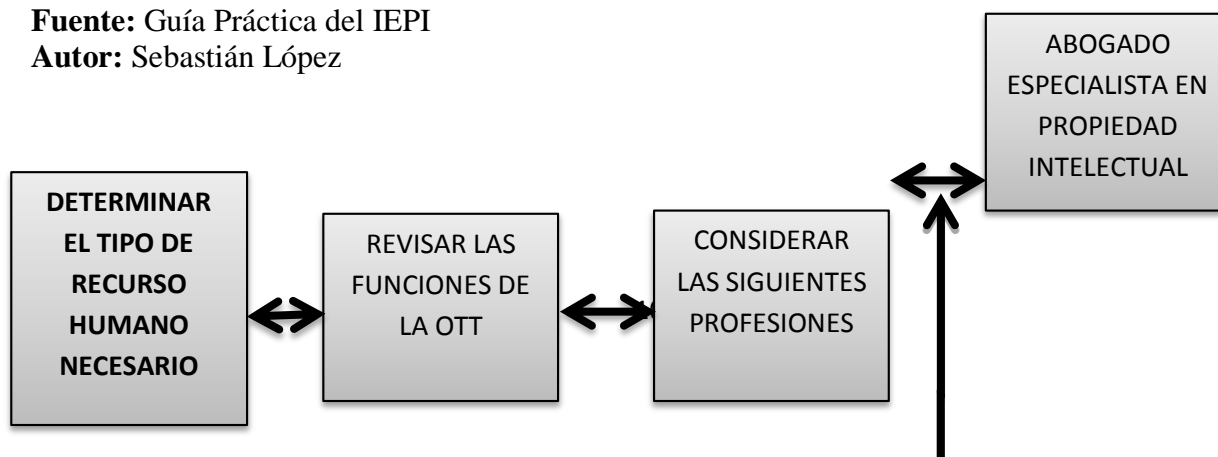 Fuente: Guía Práctica del IEPI
Autor: Sebastián López
DETERMINAR
EL TIPO DE
RECURSO
HUMANO
NECESARIO
REVISAR LAS
FUNCIONES DE
LA OTT
CONSIDERAR
LAS SIGUIENTES
PROFESIONES
ABOGADO
ESPECIALISTA EN
PROPIEDAD
INTELECTUAL